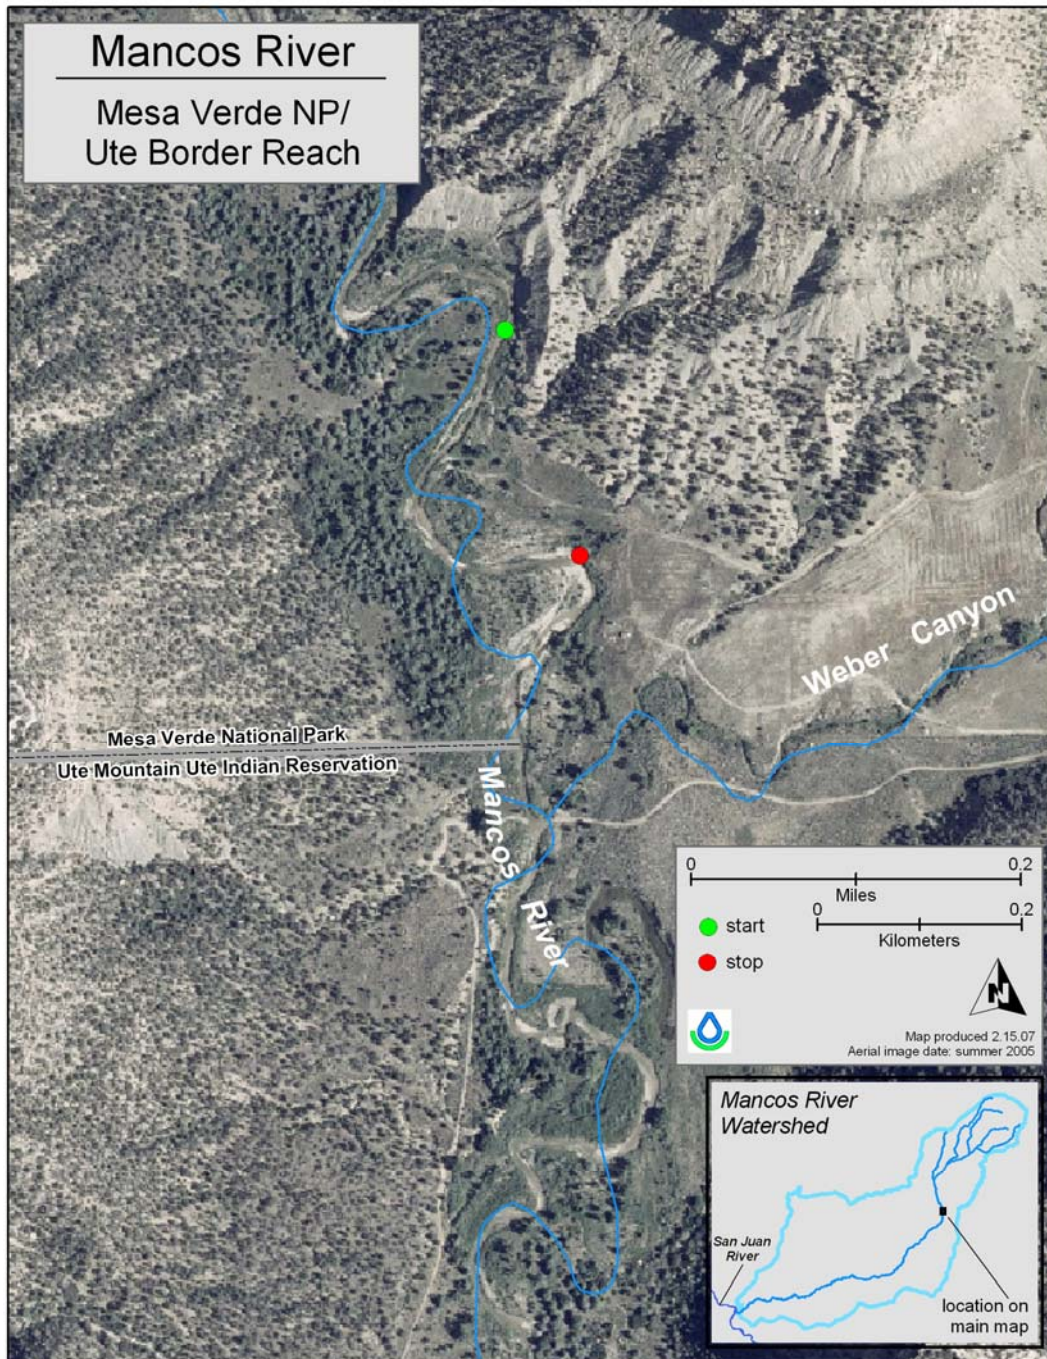 Mancos River
Mesa Verde NP/
Ute Border Reach
Weber Canyon
Mesa Verde National Park
Ute Mountain Ute Indian Reservation
Mancos River
0 0.2
Miles
0 0.2
Kilometers
start
stop
N
Map produced 2.15.07
Aerial image date: summer 2005
Mancos River
Watershed
San Juan
River
location on
main map